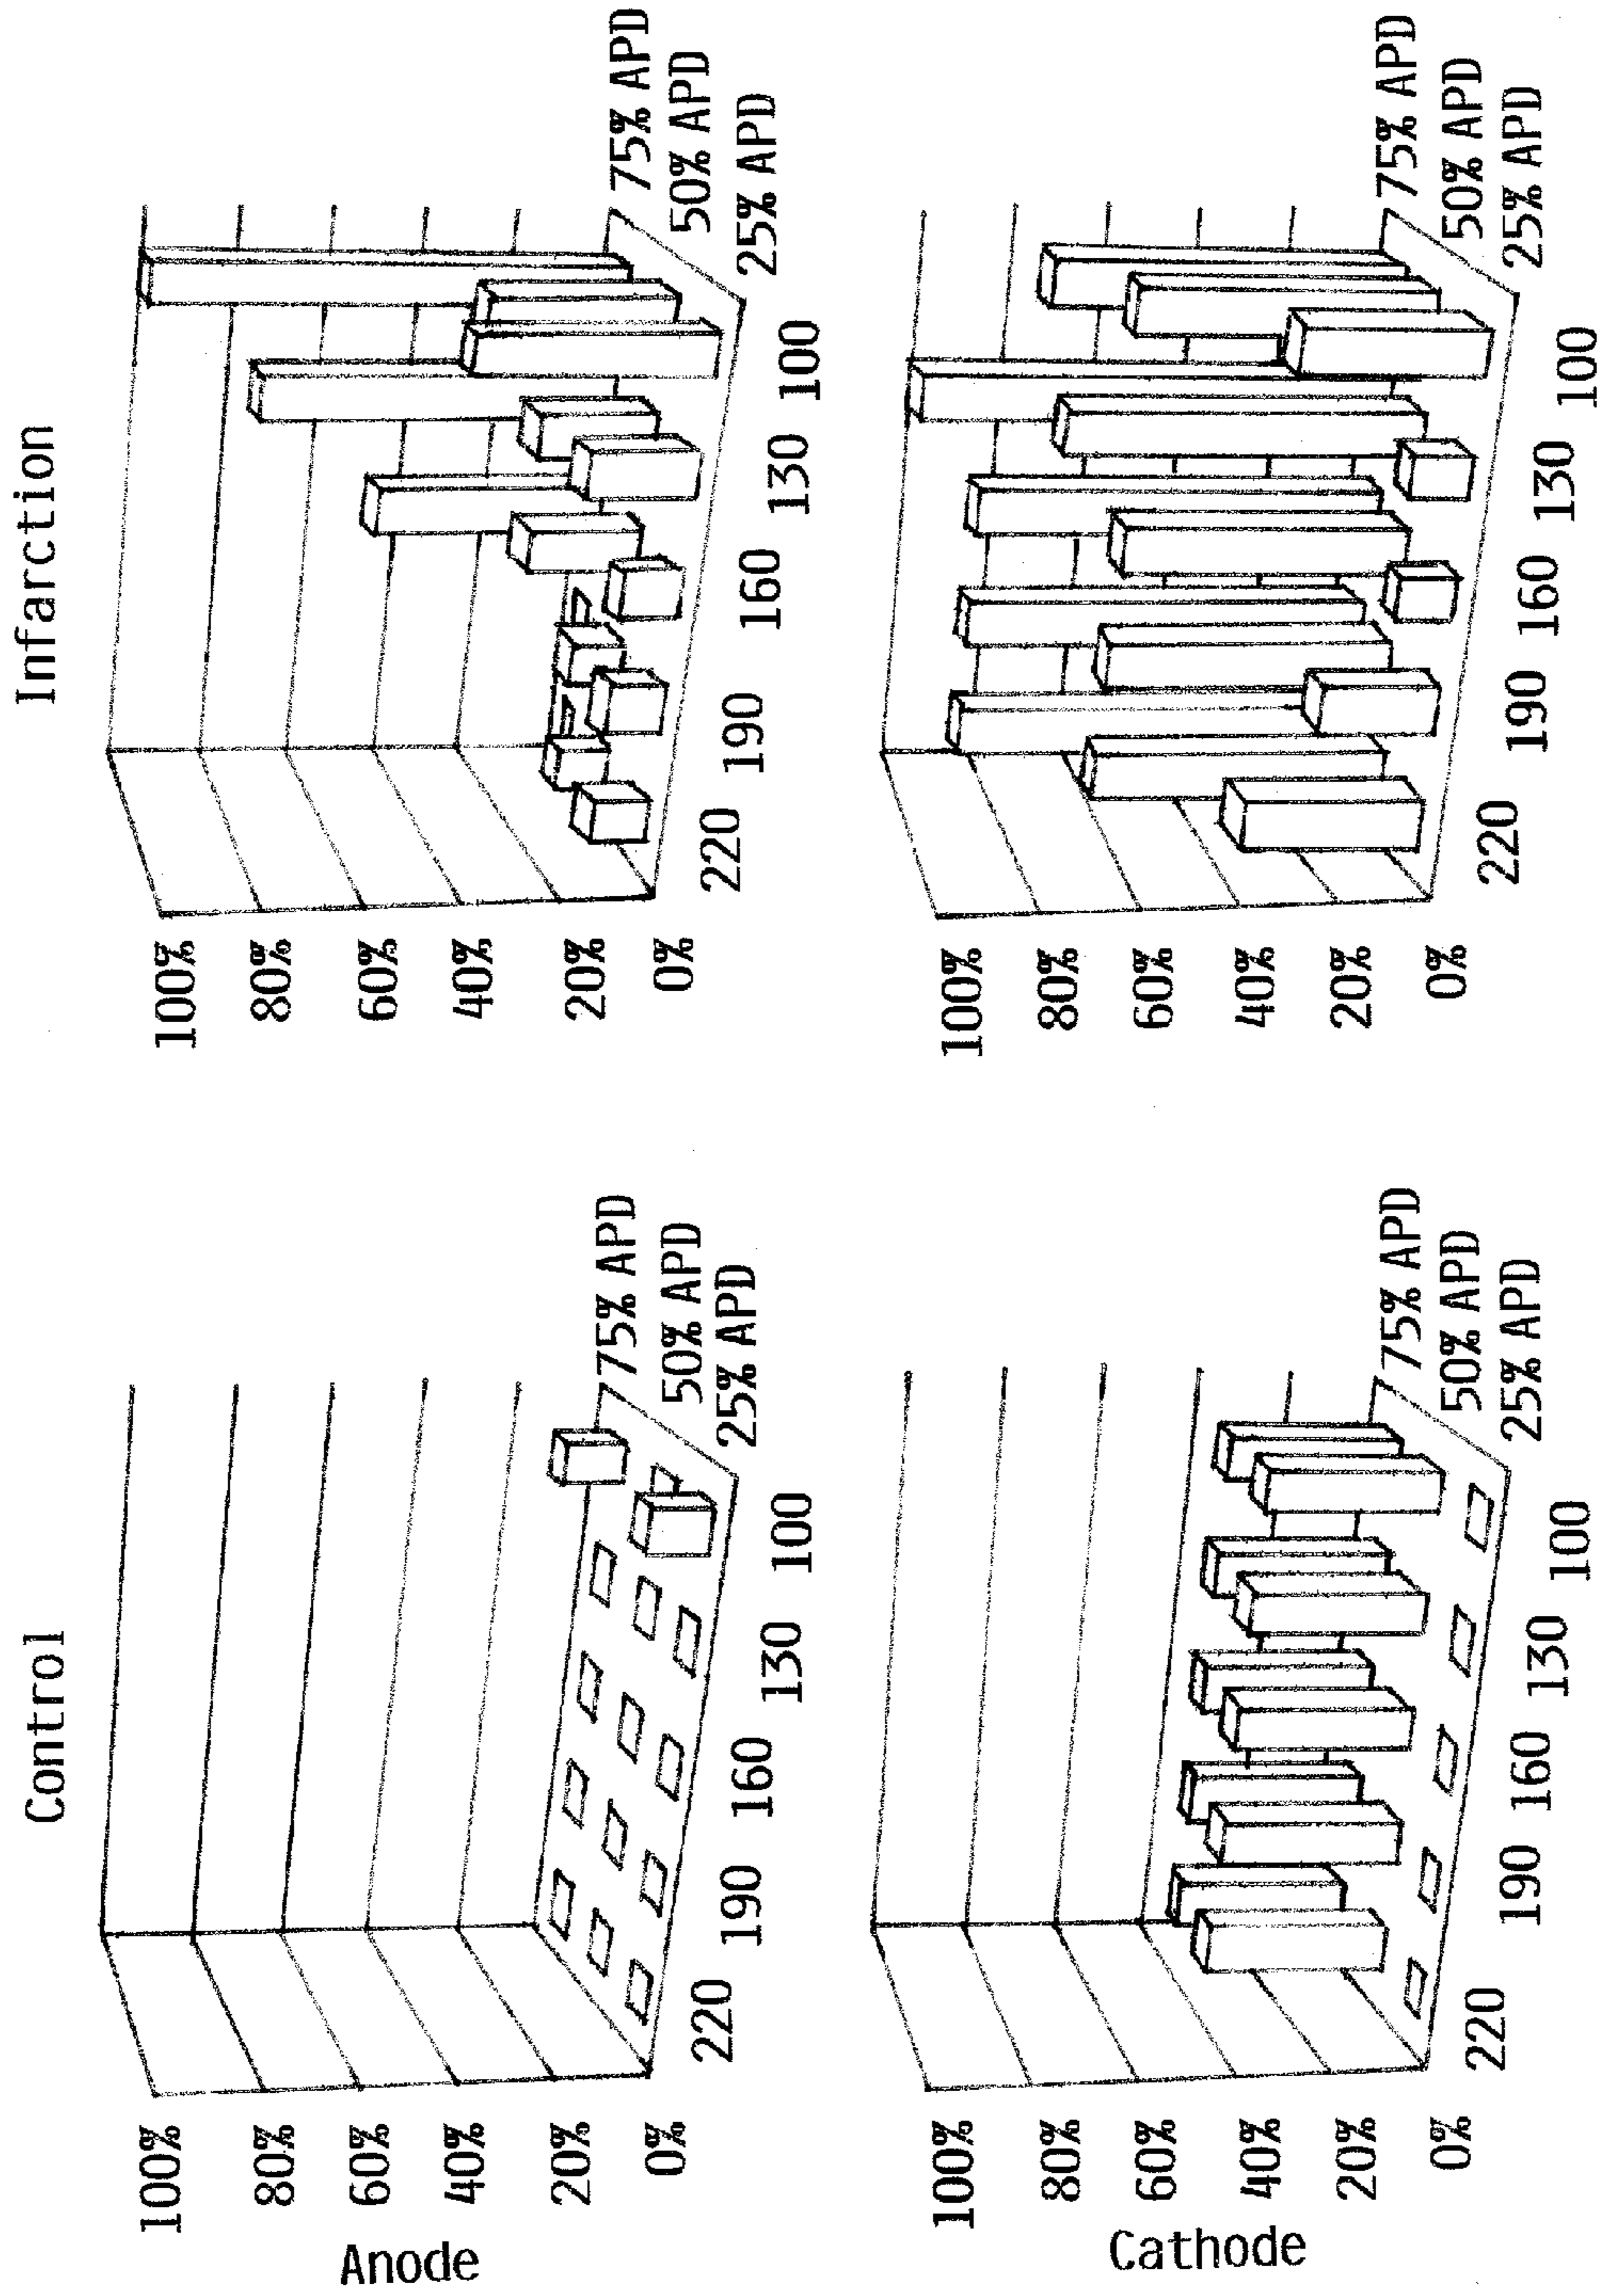 Control
Infarction
Anode
100%
80%
60%
40%
20%
0%
220
190
160
130
100
75% APD
50% APD
25% APD
100%
80%
60%
40%
20%
0%
220
190
160
130
100
75% APD
50% APD
25% APD
Cathode
100%
80%
60%
40%
20%
0%
220
190
160
130
100
75% APD
50% APD
25% APD
100%
80%
60%
40%
20%
0%
220
190
160
130
100
75% APD
50% APD
25% APD